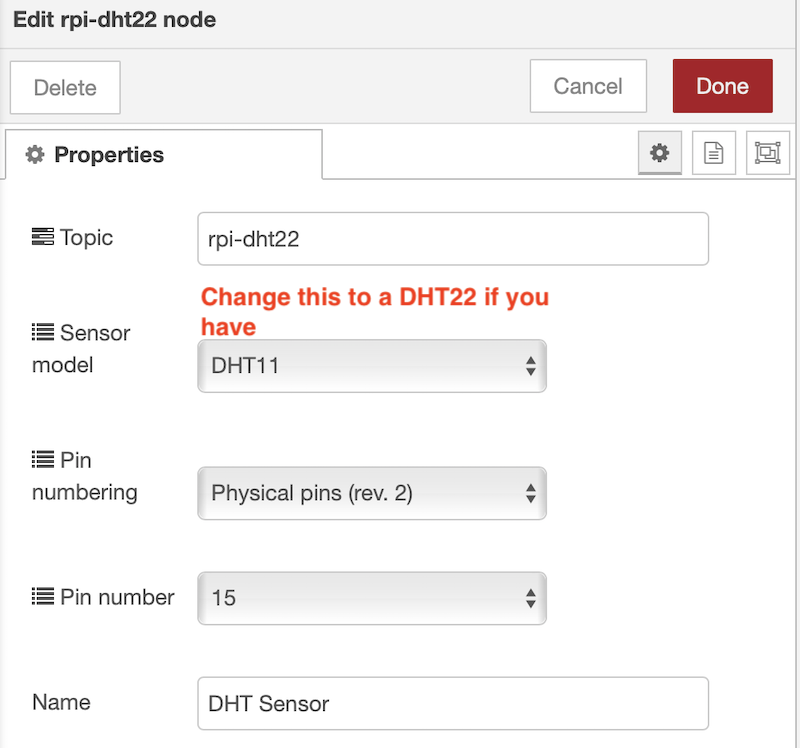 Edit rpi-dht22 node
Delete
Cancel
Done
Properties
Topic
rpi-dht22
Change this to a DHT22 if you
have
Sensor
model
DHT11
Pin
numbering
Physical pins (rev. 2)
Pin number
15
Name
DHT Sensor